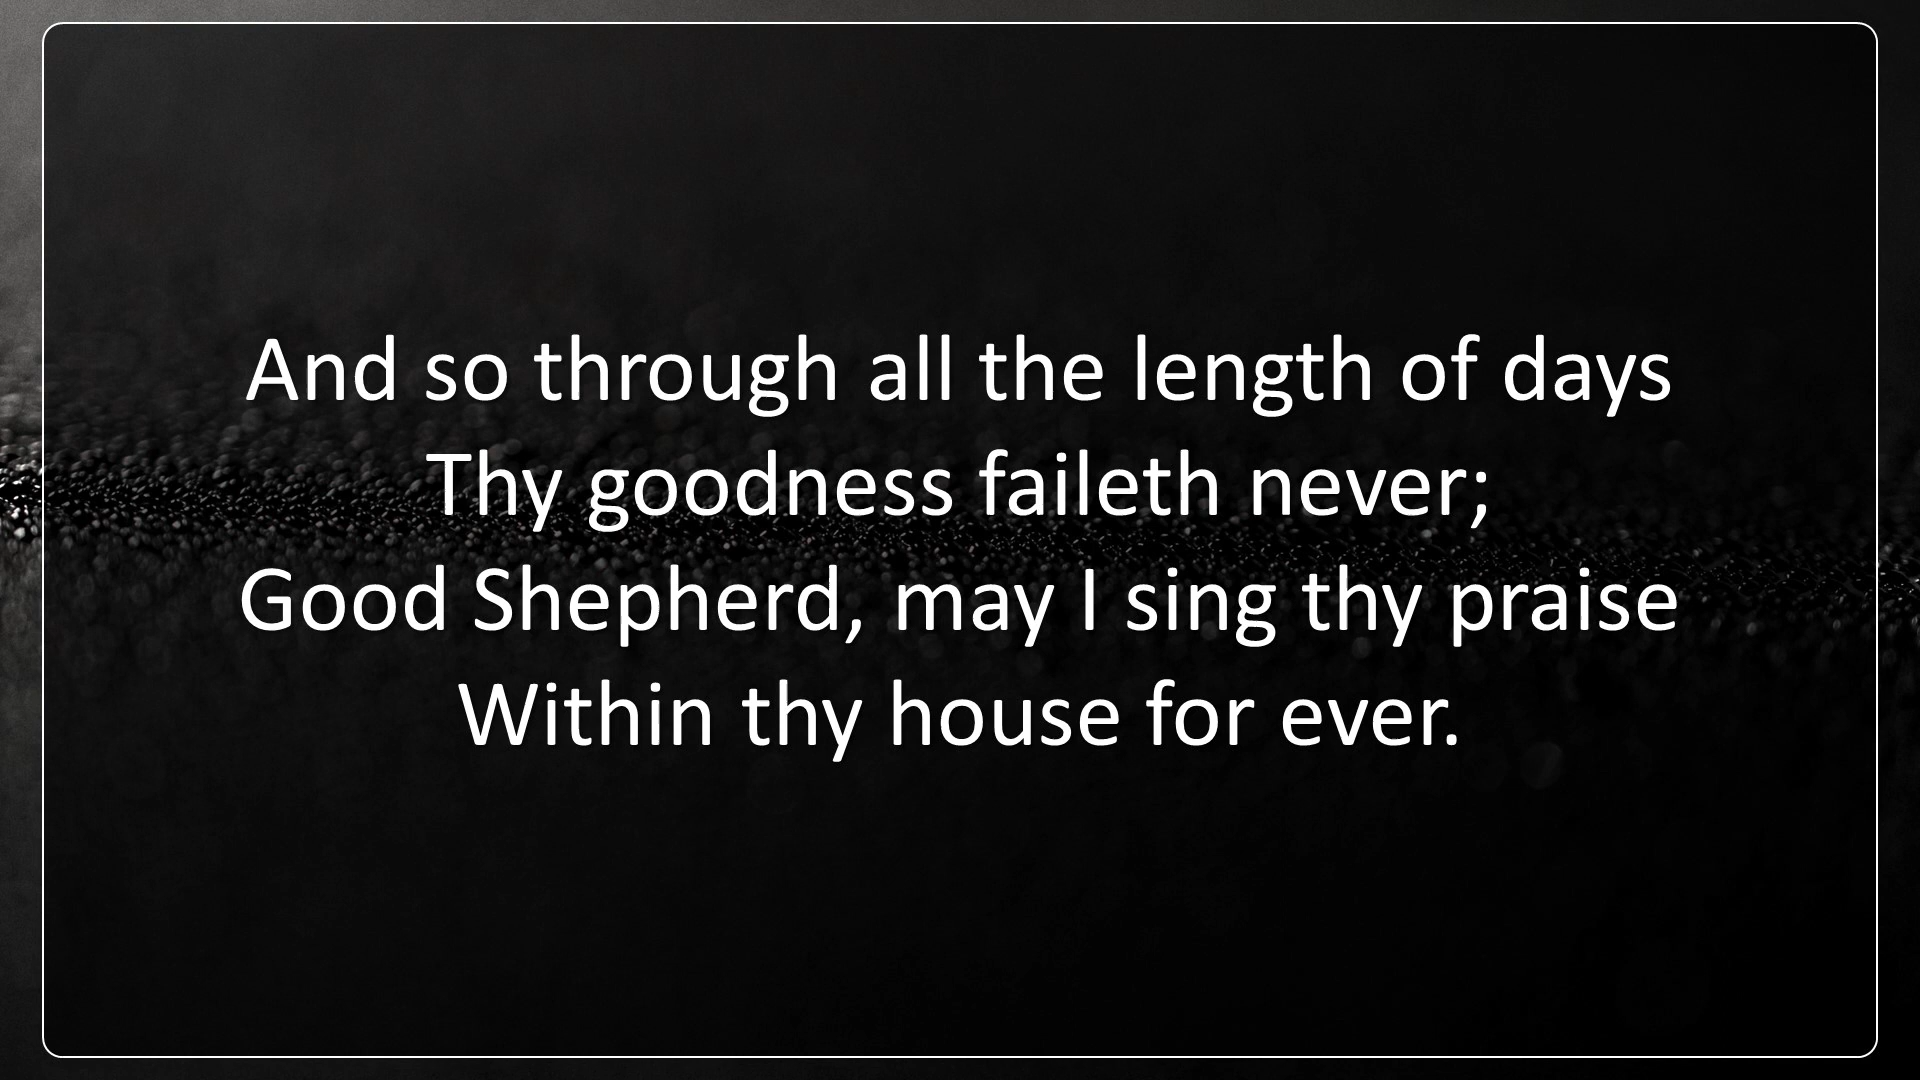 And so through all the length of days
Thy goodness faileth never;
Good Shepherd, may I sing thy praise
Within thy house for ever.